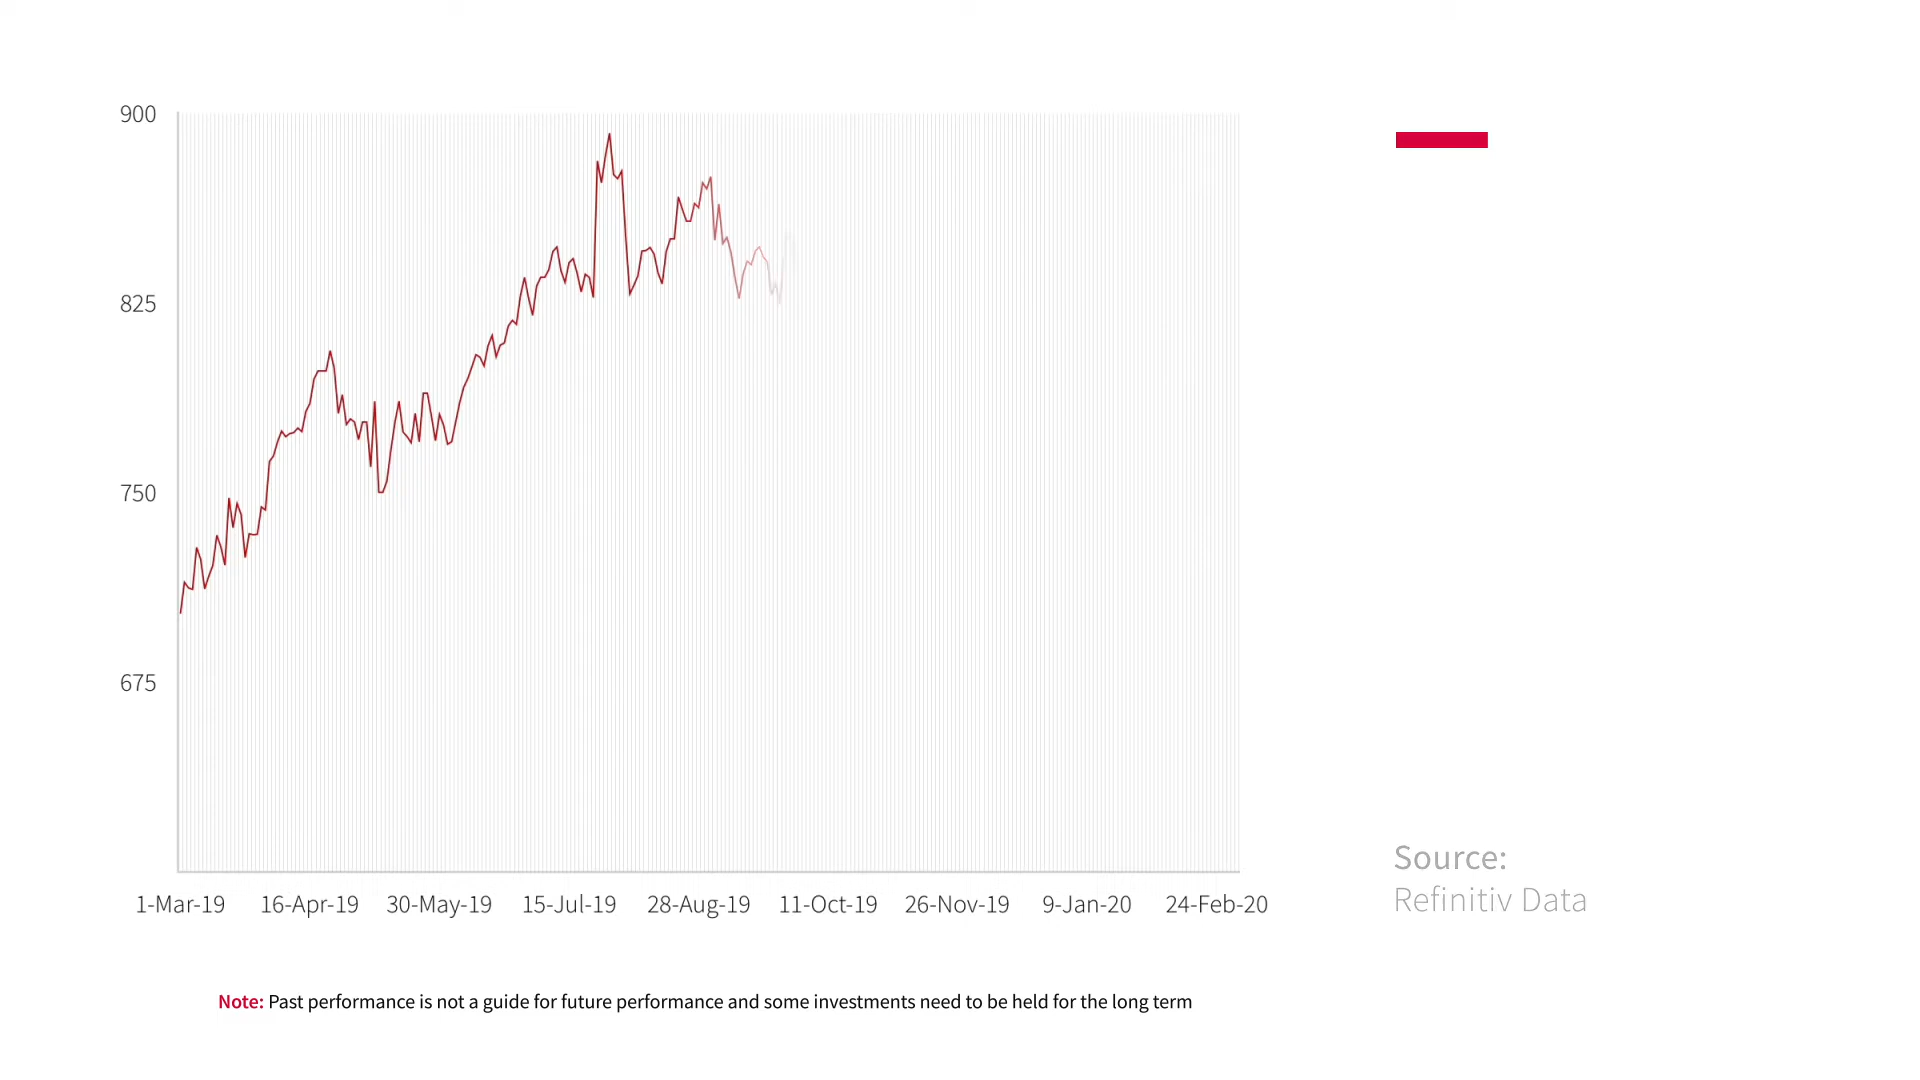 900
825
750
675
1-Mar-19 16-Apr-19 30-May-19 15-Jul-19 28-Aug-19 11-Oct-19 26-Nov-19 9-Jan-20 24-Feb-20
Source:
Refinitiv Data
Note: Past performance is not a guide for future performance and some investments need to be held for the long term